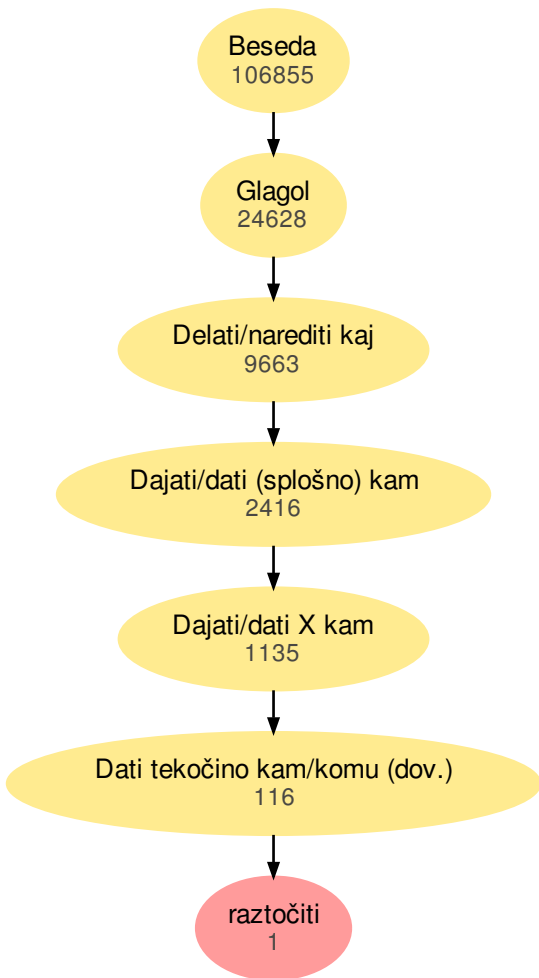 Beseda
106855
Glagol
24628
Delati/narediti kaj
9663
Dajati/dati (splošno) kam
2416
Dajati/dati X kam
1135
Dati tekočino kam/komu (dov.)
116
raztočiti
1